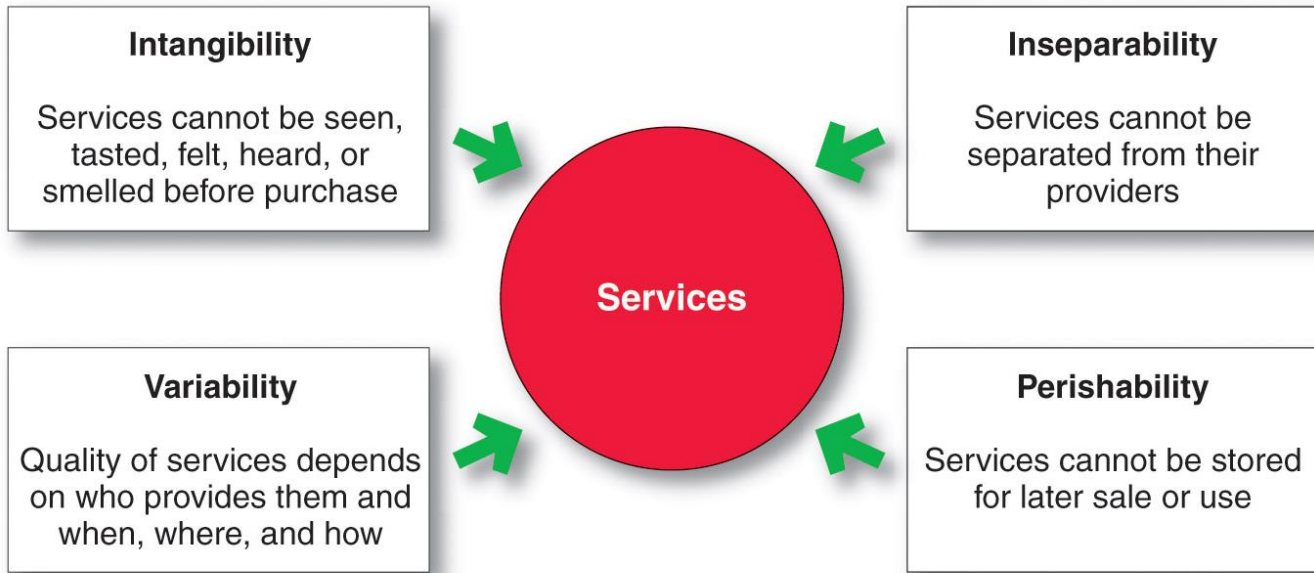 Intangibility
Services cannot be seen,
tasted, felt, heard, or
smelled before purchase
Inseparability
Services cannot be
separated from their
providers
Services
Variability
Quality of services depends
on who provides them and
when, where, and how
Perishability
Services cannot be stored
for later sale or use